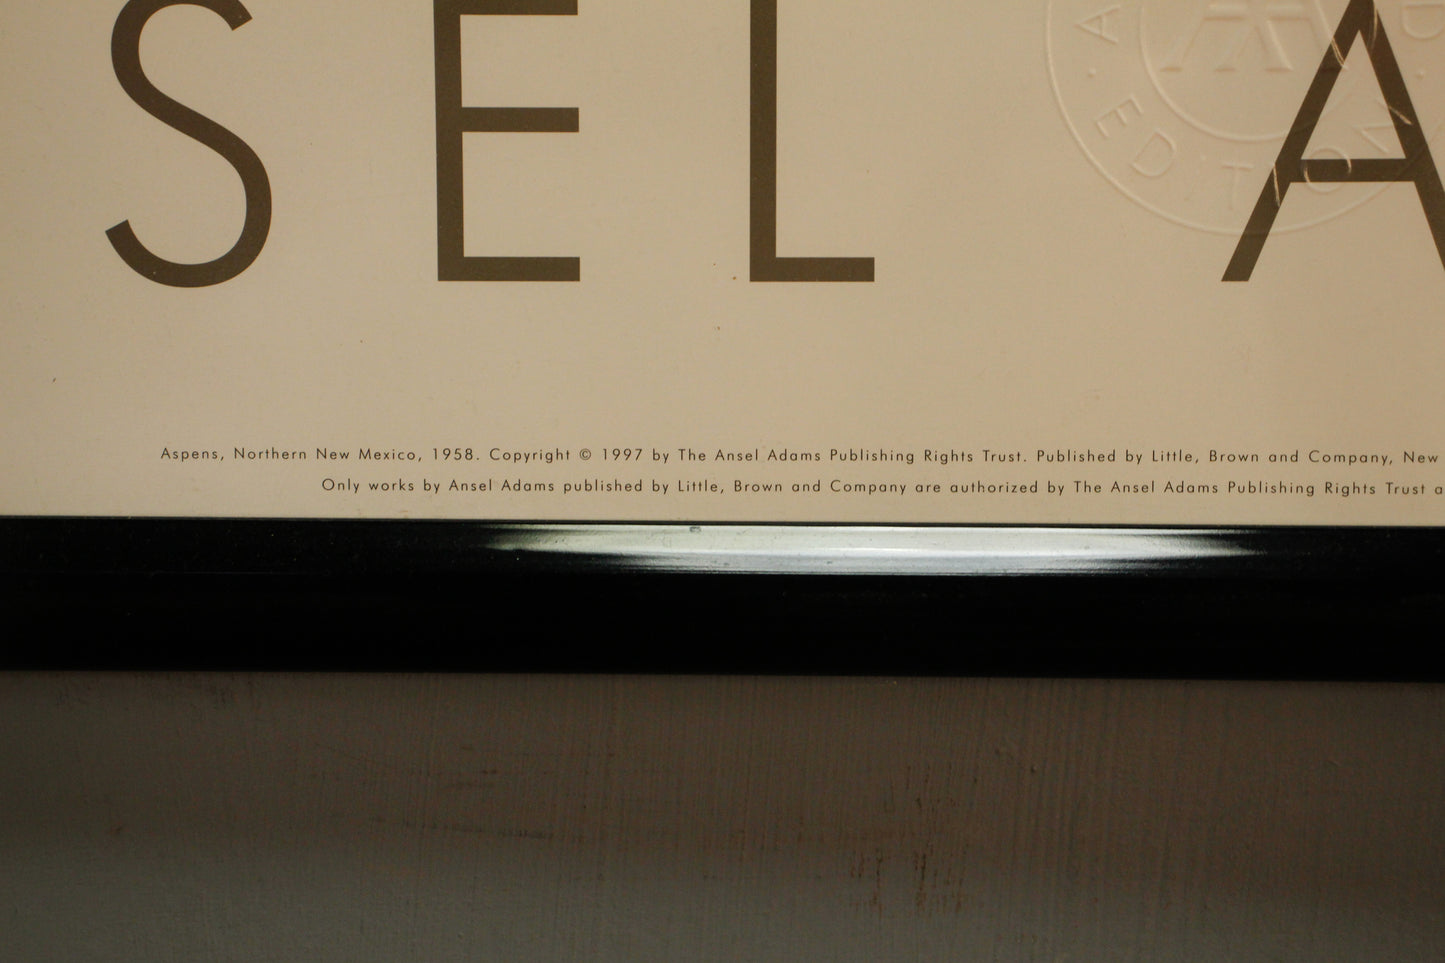 SEL A
A · EDITION
Aspens, Northern New Mexico, 1958. Copyright © 1997 by The Ansel Adams Publishing Rights Trust. Published by Little, Brown and Company, New
Only works by Ansel Adams published by Little, Brown and Company are authorized by The Ansel Adams Publishing Rights Trust a